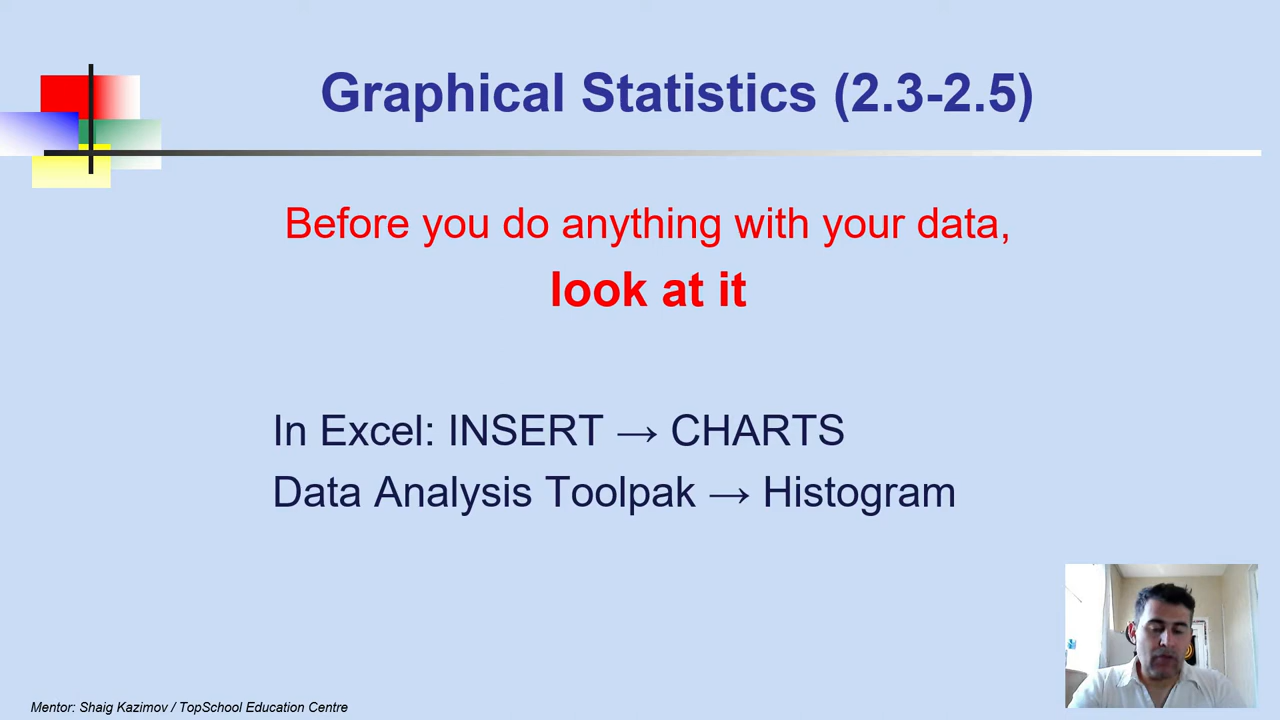 Graphical Statistics (2.3-2.5)
Before you do anything with your data,
look at it
In Excel: INSERT → CHARTS
Data Analysis Toolpak → Histogram
Mentor: Shaig Kazimov / TopSchool Education Centre